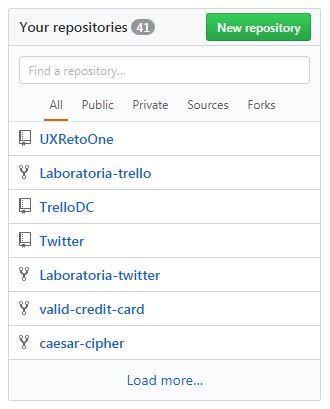 Your repositories 41 New repository
Find a repository...
All Public Private Sources Forks
UXRetoOne
Laboratoria-trello
TrelloDC
Twitter
Laboratoria-twitter
valid-credit-card
caesar-cipher
Load more...